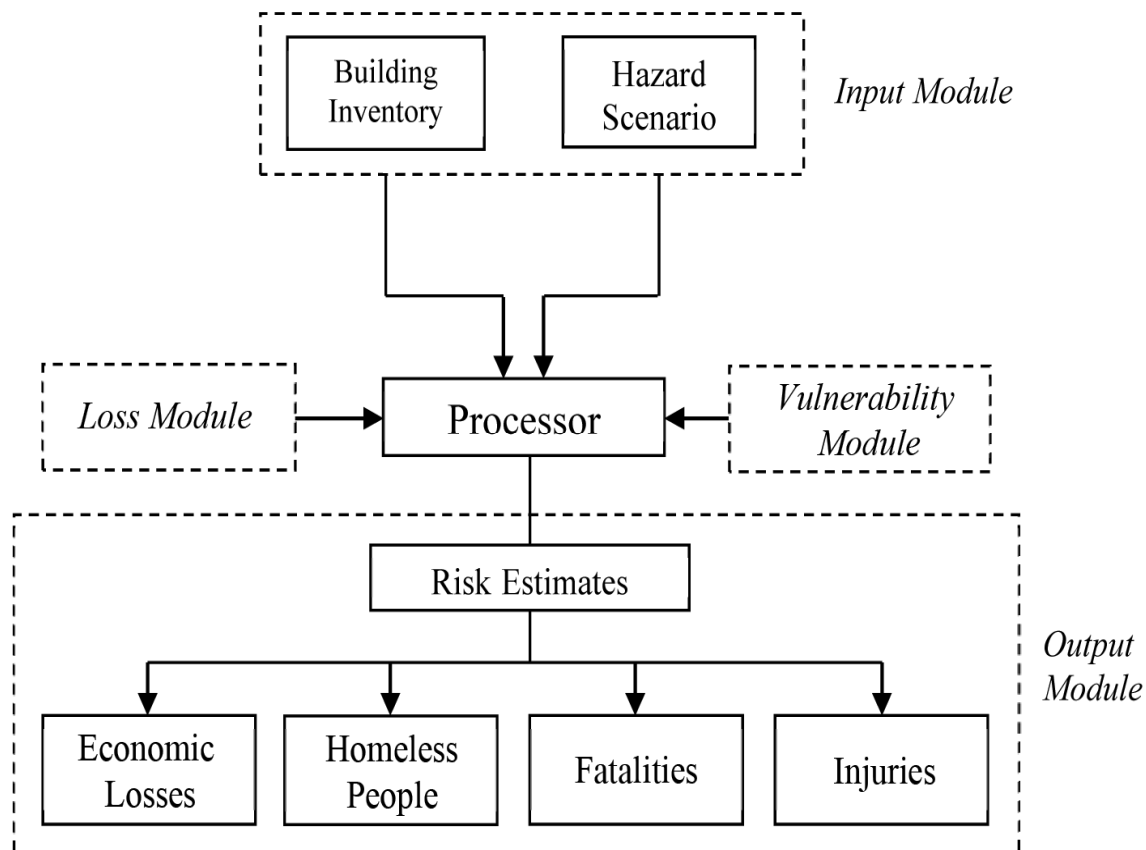 Building
Inventory
Hazard
Scenario
Input Module
Loss Module
Processor
Vulnerability
Module
Risk Estimates
Output
Module
Economic
Losses
Homeless
People
Fatalities
Injuries